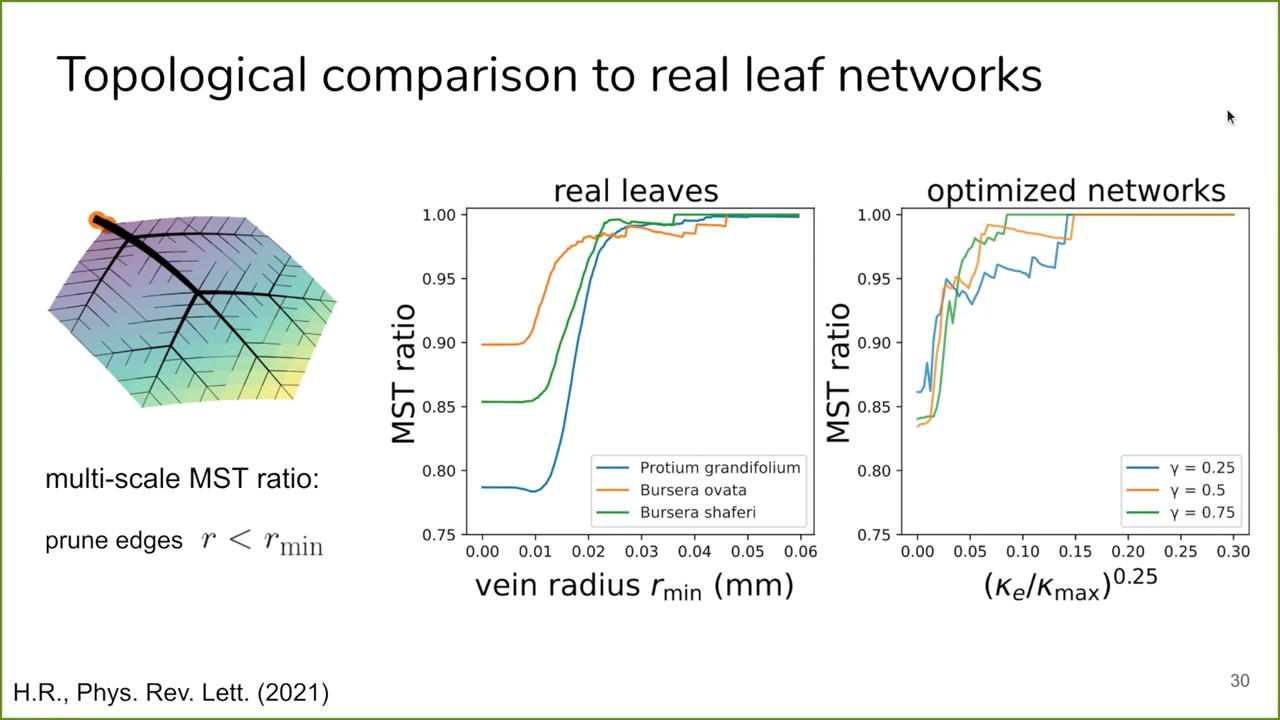 Topological comparison to real leaf networks
multi-scale MST ratio:
prune edges r < r_min
real leaves
MST ratio
1.00
0.95
0.90
0.85
0.80
0.75
Protium grandifolium
Bursera ovata
Bursera shaferi
0.00 0.01 0.02 0.03 0.04 0.05 0.06
vein radius r_min (mm)
optimized networks
MST ratio
1.00
0.95
0.90
0.85
0.80
0.75
γ = 0.25
γ = 0.5
γ = 0.75
0.00 0.05 0.10 0.15 0.20 0.25 0.30
(κ_e/κ_max)^0.25
H.R., Phys. Rev. Lett. (2021)
30